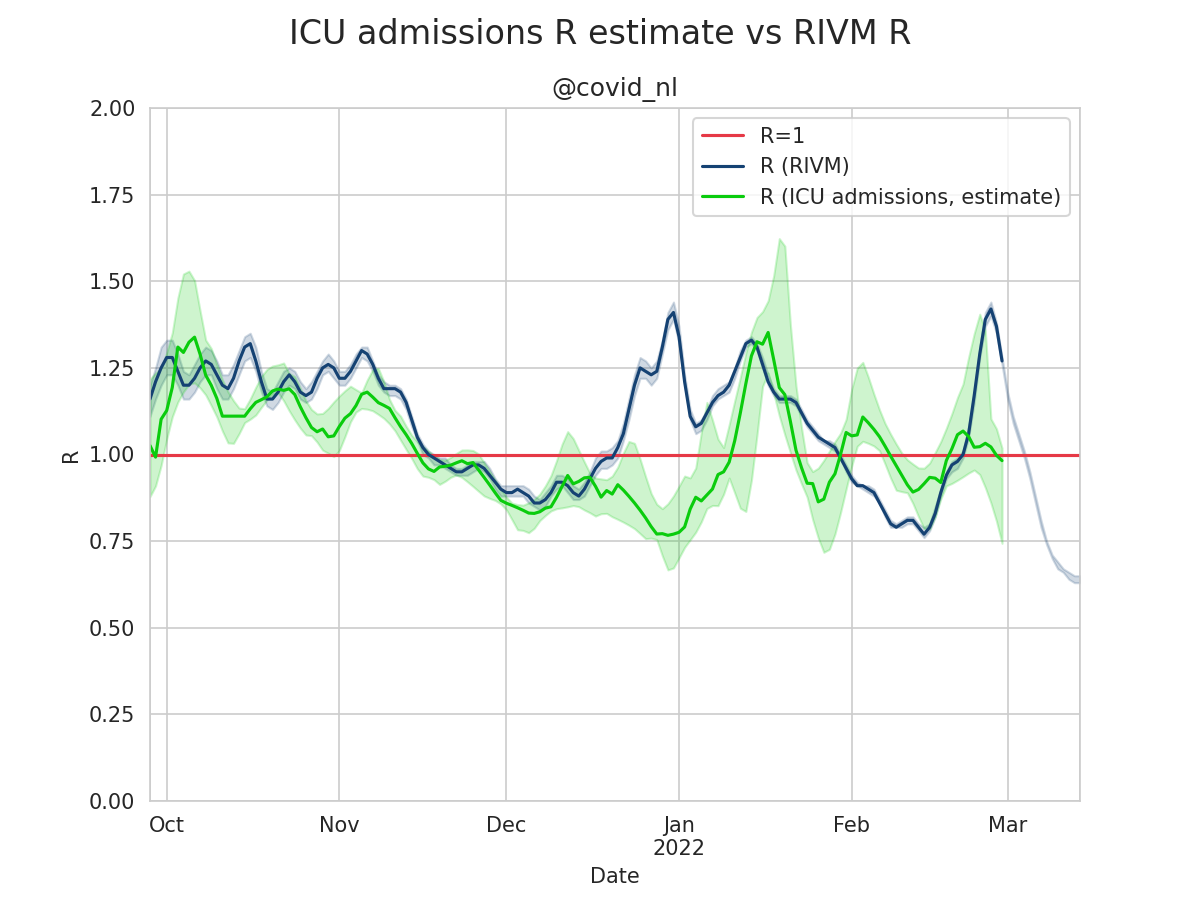 ICU admissions R estimate vs RIVM R
@covid_nl
2.00
R=1
R (RIVM)
R (ICU admissions, estimate)
1.75
1.50
1.25
1.00
R
0.75
0.50
0.25
0.00
Oct Nov Dec Jan Feb Mar
2022
Date